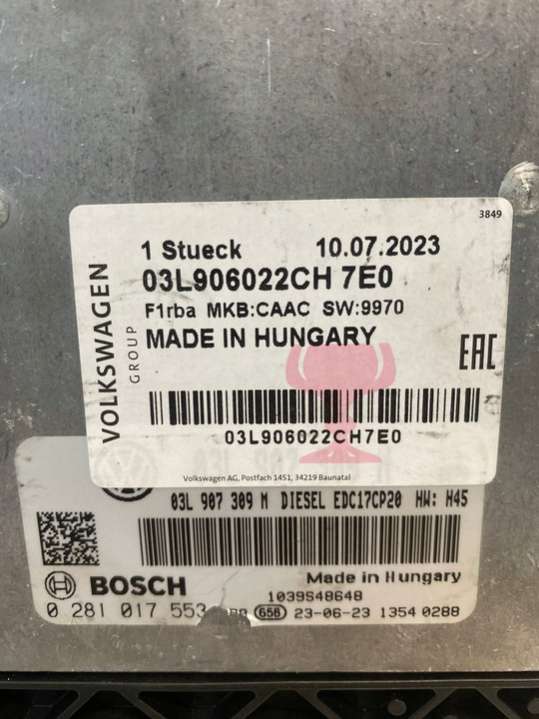 3849
1 Stueck 10.07.2023
03L906022CH 7E0
F1rba MKB:CAAC SW:9970
MADE IN HUNGARY
VOLKSWAGEN
GROUP
EAC
03L906022CH7E0
Volkswagen AG, Postfach 1451, 34219 Baunatal
03L 907 309 M DIESEL EDC17CP20 HW: H45
BOSCH
Made in Hungary
1039S48648
0 281 017 553 656 23-06-23 1354 0288